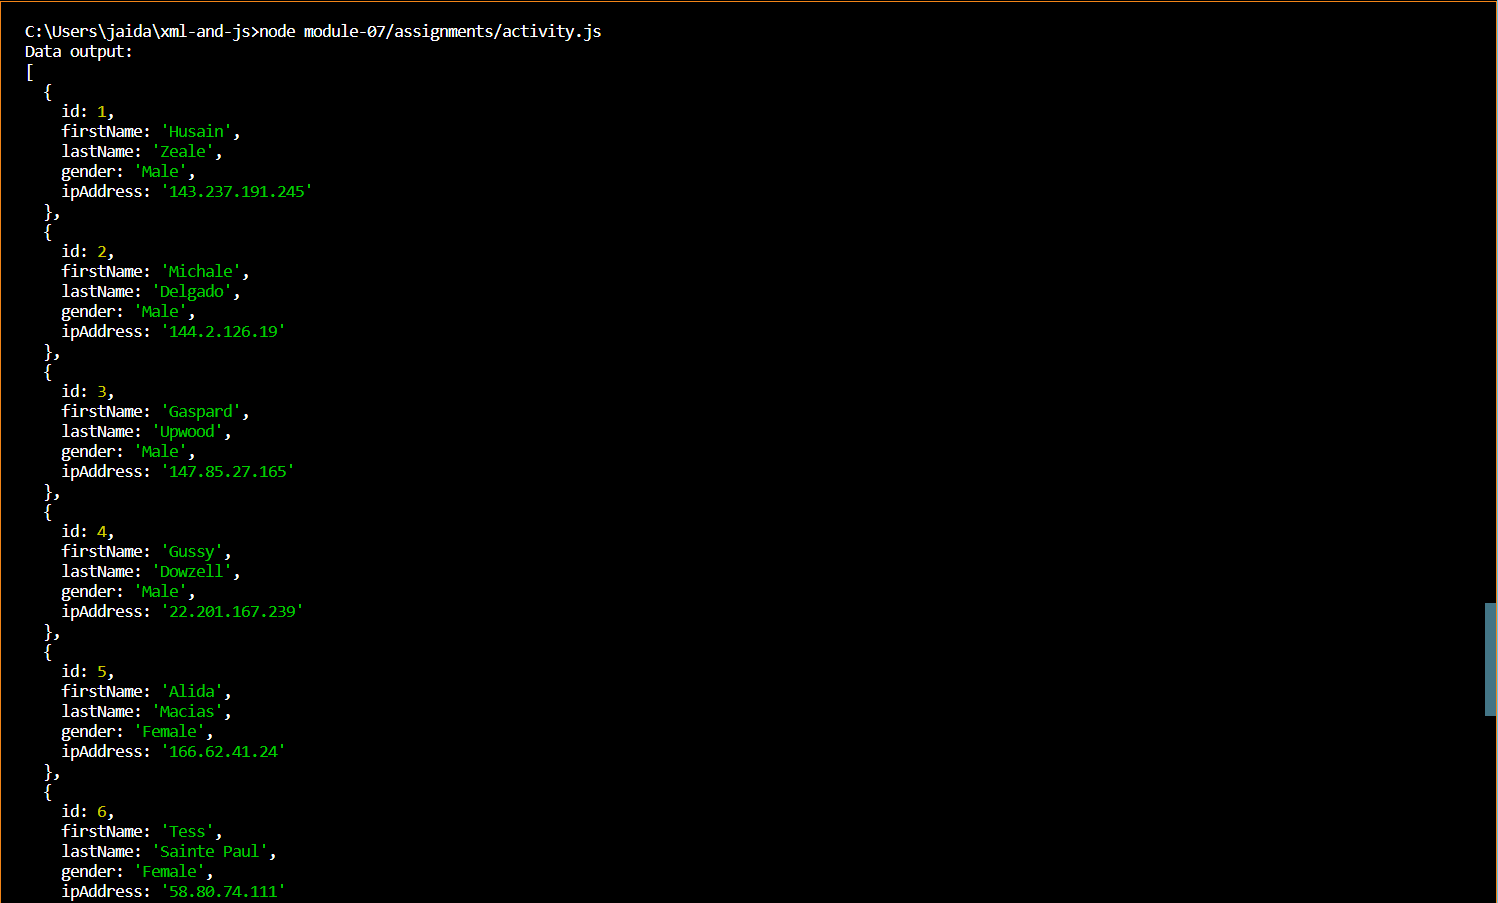 C:\Users\jaida\xml-and-js>node module-07/assignments/activity.js
Data output:
[
  {
    id: 1,
    firstName: 'Husain',
    lastName: 'Zeale',
    gender: 'Male',
    ipAddress: '143.237.191.245'
  },
  {
    id: 2,
    firstName: 'Michale',
    lastName: 'Delgado',
    gender: 'Male',
    ipAddress: '144.2.126.19'
  },
  {
    id: 3,
    firstName: 'Gaspard',
    lastName: 'Upwood',
    gender: 'Male',
    ipAddress: '147.85.27.165'
  },
  {
    id: 4,
    firstName: 'Gussy',
    lastName: 'Dowzell',
    gender: 'Male',
    ipAddress: '22.201.167.239'
  },
  {
    id: 5,
    firstName: 'Alida',
    lastName: 'Macias',
    gender: 'Female',
    ipAddress: '166.62.41.24'
  },
  {
    id: 6,
    firstName: 'Tess',
    lastName: 'Sainte Paul',
    gender: 'Female',
    ipAddress: '58.80.74.111'